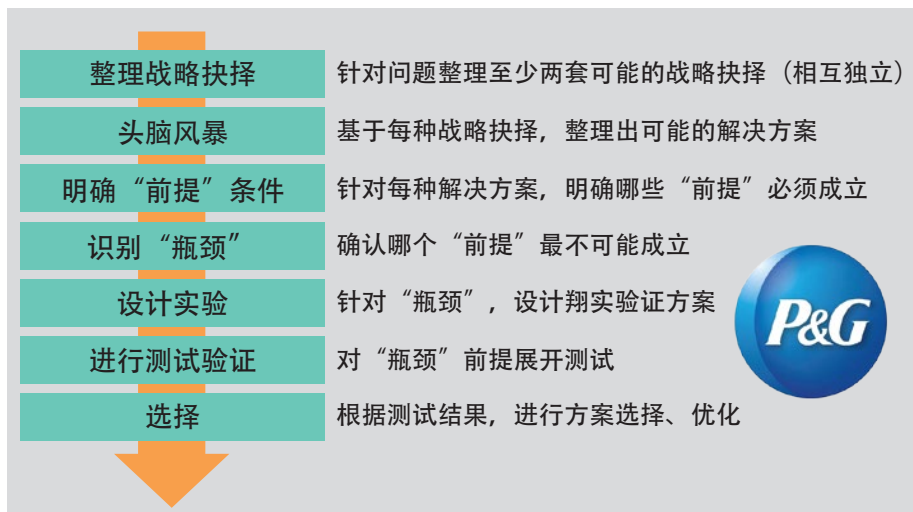 整理战略抉择 针对问题整理至少两套可能的战略抉择（相互独立）
头脑风暴 基于每种战略抉择，整理出可能的解决方案
明确“前提”条件 针对每种解决方案，明确哪些“前提”必须成立
识别“瓶颈” 确认哪个“前提”最不可能成立
设计实验 针对“瓶颈”，设计翔实验证方案
进行测试验证 对“瓶颈”前提展开测试
选择 根据测试结果，进行方案选择、优化
P&G